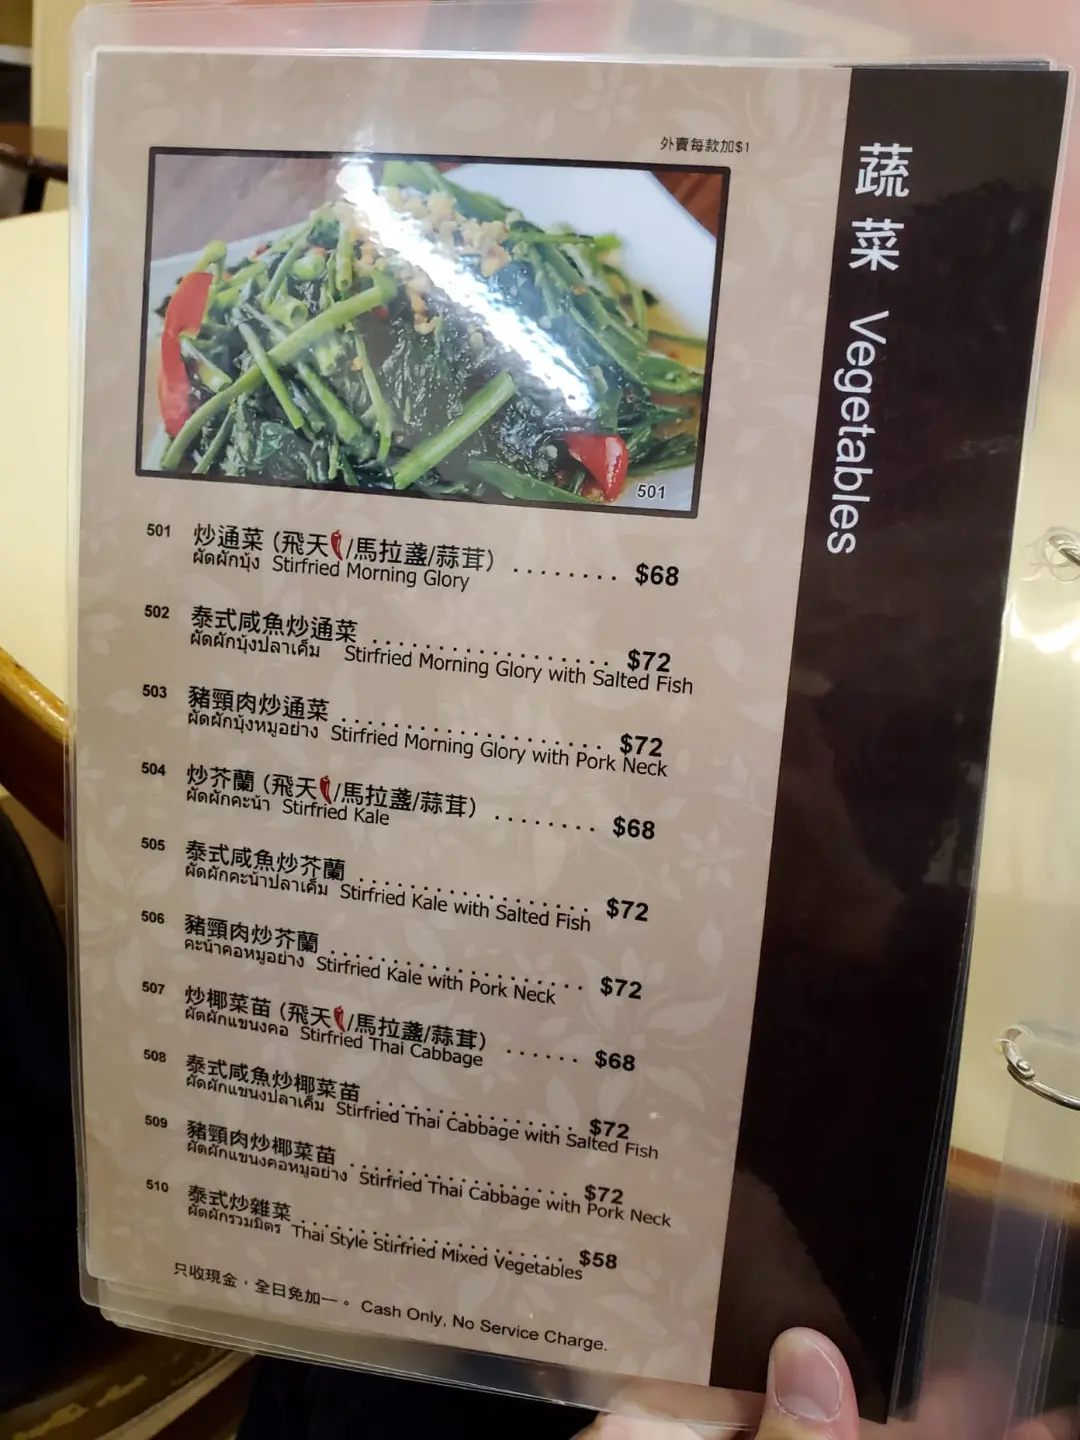 外賣每款加$1
蔬菜 Vegetables
501
501 炒通菜 (飛天/馬拉盞/蒜茸) ........ $68
ผัดผักบุ้ง Stirfried Morning Glory
502 泰式咸魚炒通菜 .................. $72
ผัดผักบุ้งปลาเค็ม Stirfried Morning Glory with Salted Fish
503 豬頸肉炒通菜 .................... $72
ผัดผักบุ้งหมูอย่าง Stirfried Morning Glory with Pork Neck
504 炒芥蘭 (飛天/馬拉盞/蒜茸) ........ $68
ผัดผักคะน้า Stirfried Kale
505 泰式咸魚炒芥蘭 .................. $72
ผัดผักคะน้าปลาเค็ม Stirfried Kale with Salted Fish
506 豬頸肉炒芥蘭 .................... $72
คะน้าคอหมูอย่าง Stirfried Kale with Pork Neck
507 炒椰菜苗 (飛天/馬拉盞/蒜茸) ...... $68
ผัดผักแขนงคอ Stirfried Thai Cabbage
508 泰式咸魚炒椰菜苗 ................ $72
ผัดผักแขนงปลาเค็ม Stirfried Thai Cabbage with Salted Fish
509 豬頸肉炒椰菜苗 .................. $72
ผัดผักแขนงคอหมูอย่าง Stirfried Thai Cabbage with Pork Neck
510 泰式炒雜菜 ...................... $58
ผัดผักรวมมิตร Thai Style Stirfried Mixed Vegetables
只收現金，全日免加一。 Cash Only, No Service Charge.